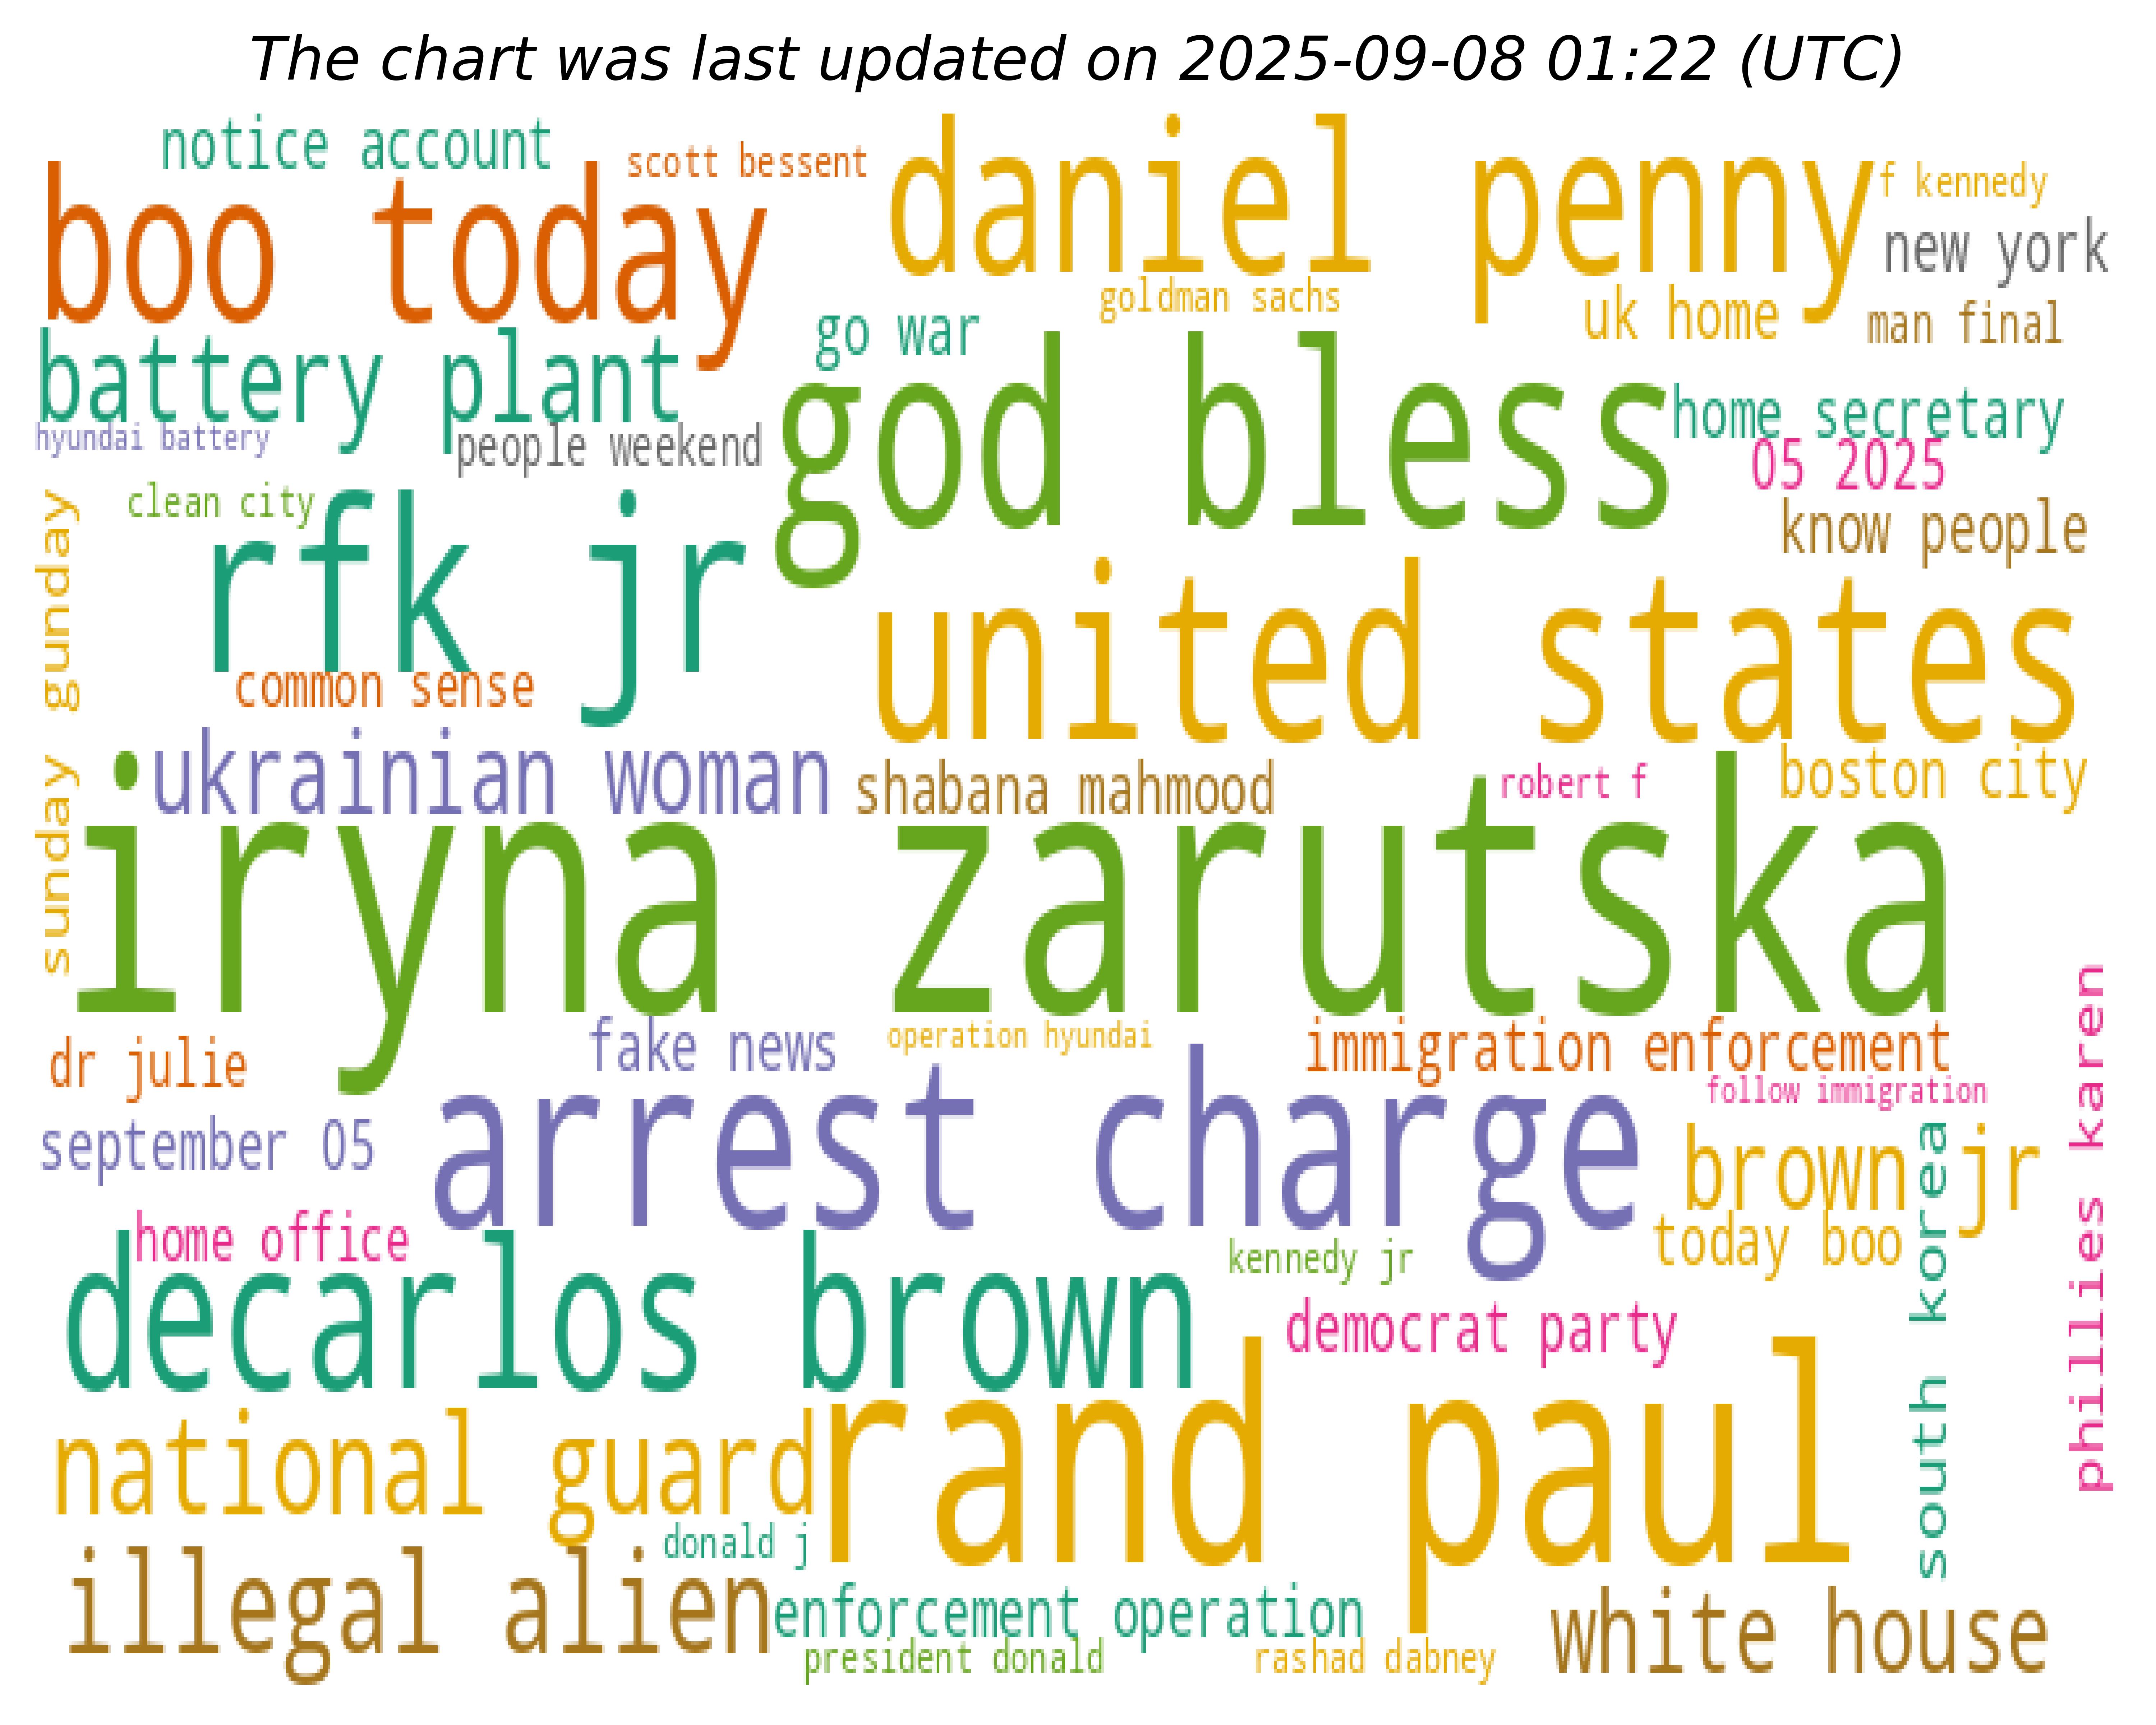 The chart was last updated on 2025-09-08 01:22 (UTC)
notice account
scott bessent
daniel penny
f kennedy
boo today
new york
goldman sachs
uk home
man final
go war
battery plant
god bless
home secretary
hyundai battery
people weekend
05 2025
clean city
know people
rfk jr
sunday gunday
united states
common sense
ukrainian woman
shabana mahmood
robert f
boston city
iryna zarutska
dr julie
fake news
operation hyundai
immigration enforcement
follow immigration
phillies karen
september 05
arrest charge
brown jr
south korea
home office
today boo
kennedy jr
decarlos brown
democrat party
rand paul
national guard
donald j
illegal alien
enforcement operation
white house
president donald
rashad dabney